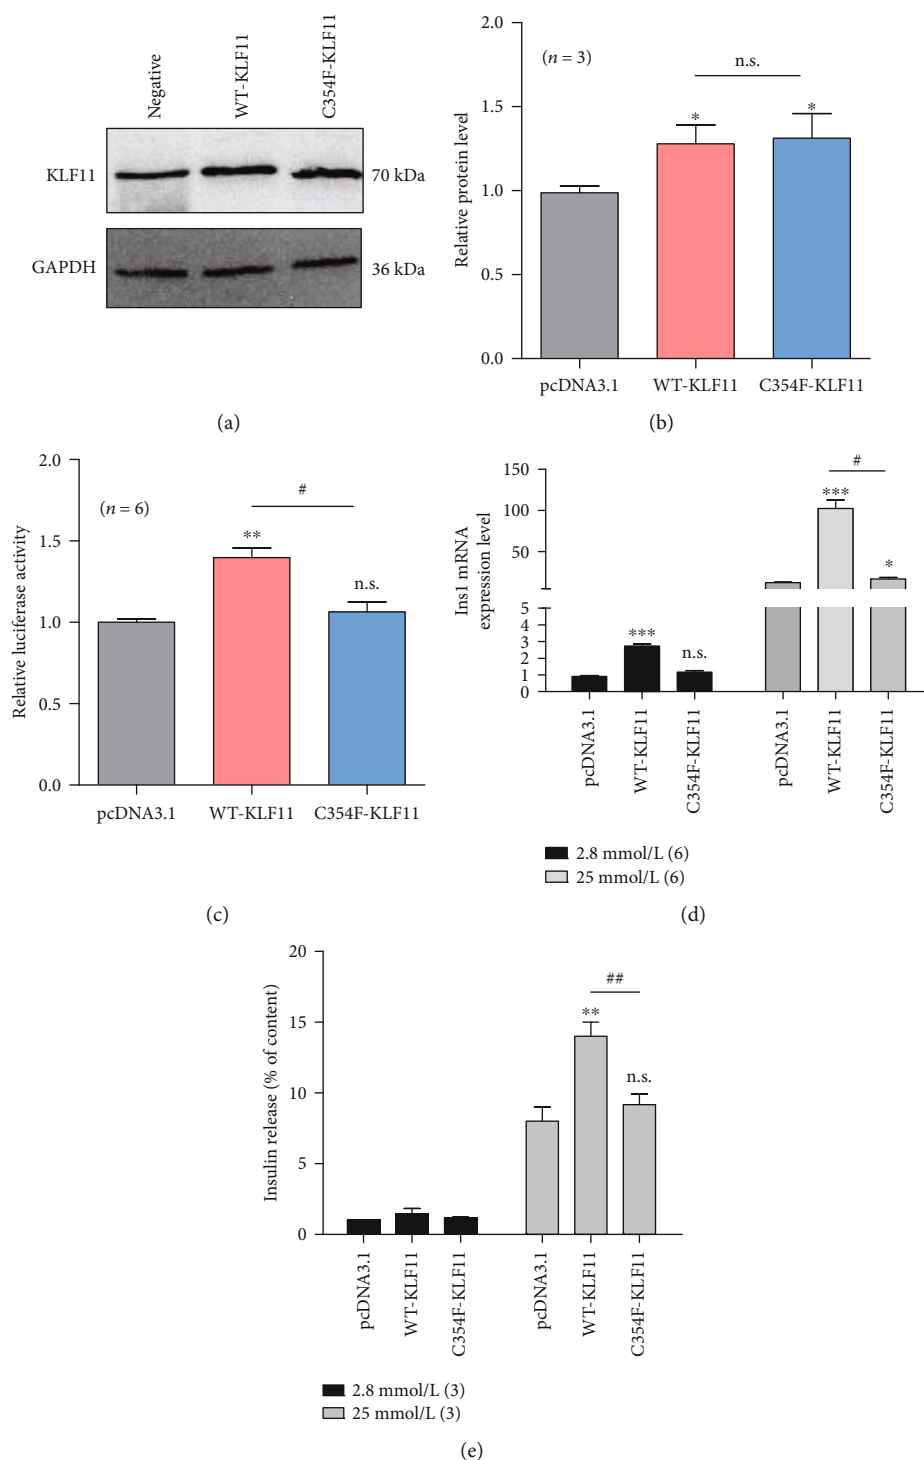 Negative
WT-KLF11
C354F-KLF11
KLF11
70 kDa
GAPDH
36 kDa
(a)
Relative protein level
2.0
1.5
1.0
0.5
0.0
(n = 3)
n.s.
*
*
pcDNA3.1
WT-KLF11
C354F-KLF11
(b)
Relative luciferase activity
2.0
1.5
1.0
0.5
0.0
(n = 6)
#
**
n.s.
pcDNA3.1
WT-KLF11
C354F-KLF11
(c)
Ins1 mRNA
expression level
150
100
50
5
4
3
2
1
0
***
n.s.
#
***
*
pcDNA3.1
WT-KLF11
C354F-KLF11
pcDNA3.1
WT-KLF11
C354F-KLF11
2.8 mmol/L (6)
25 mmol/L (6)
(d)
Insulin release (% of content)
20
15
10
5
0
##
**
n.s.
pcDNA3.1
WT-KLF11
C354F-KLF11
pcDNA3.1
WT-KLF11
C354F-KLF11
2.8 mmol/L (3)
25 mmol/L (3)
(e)